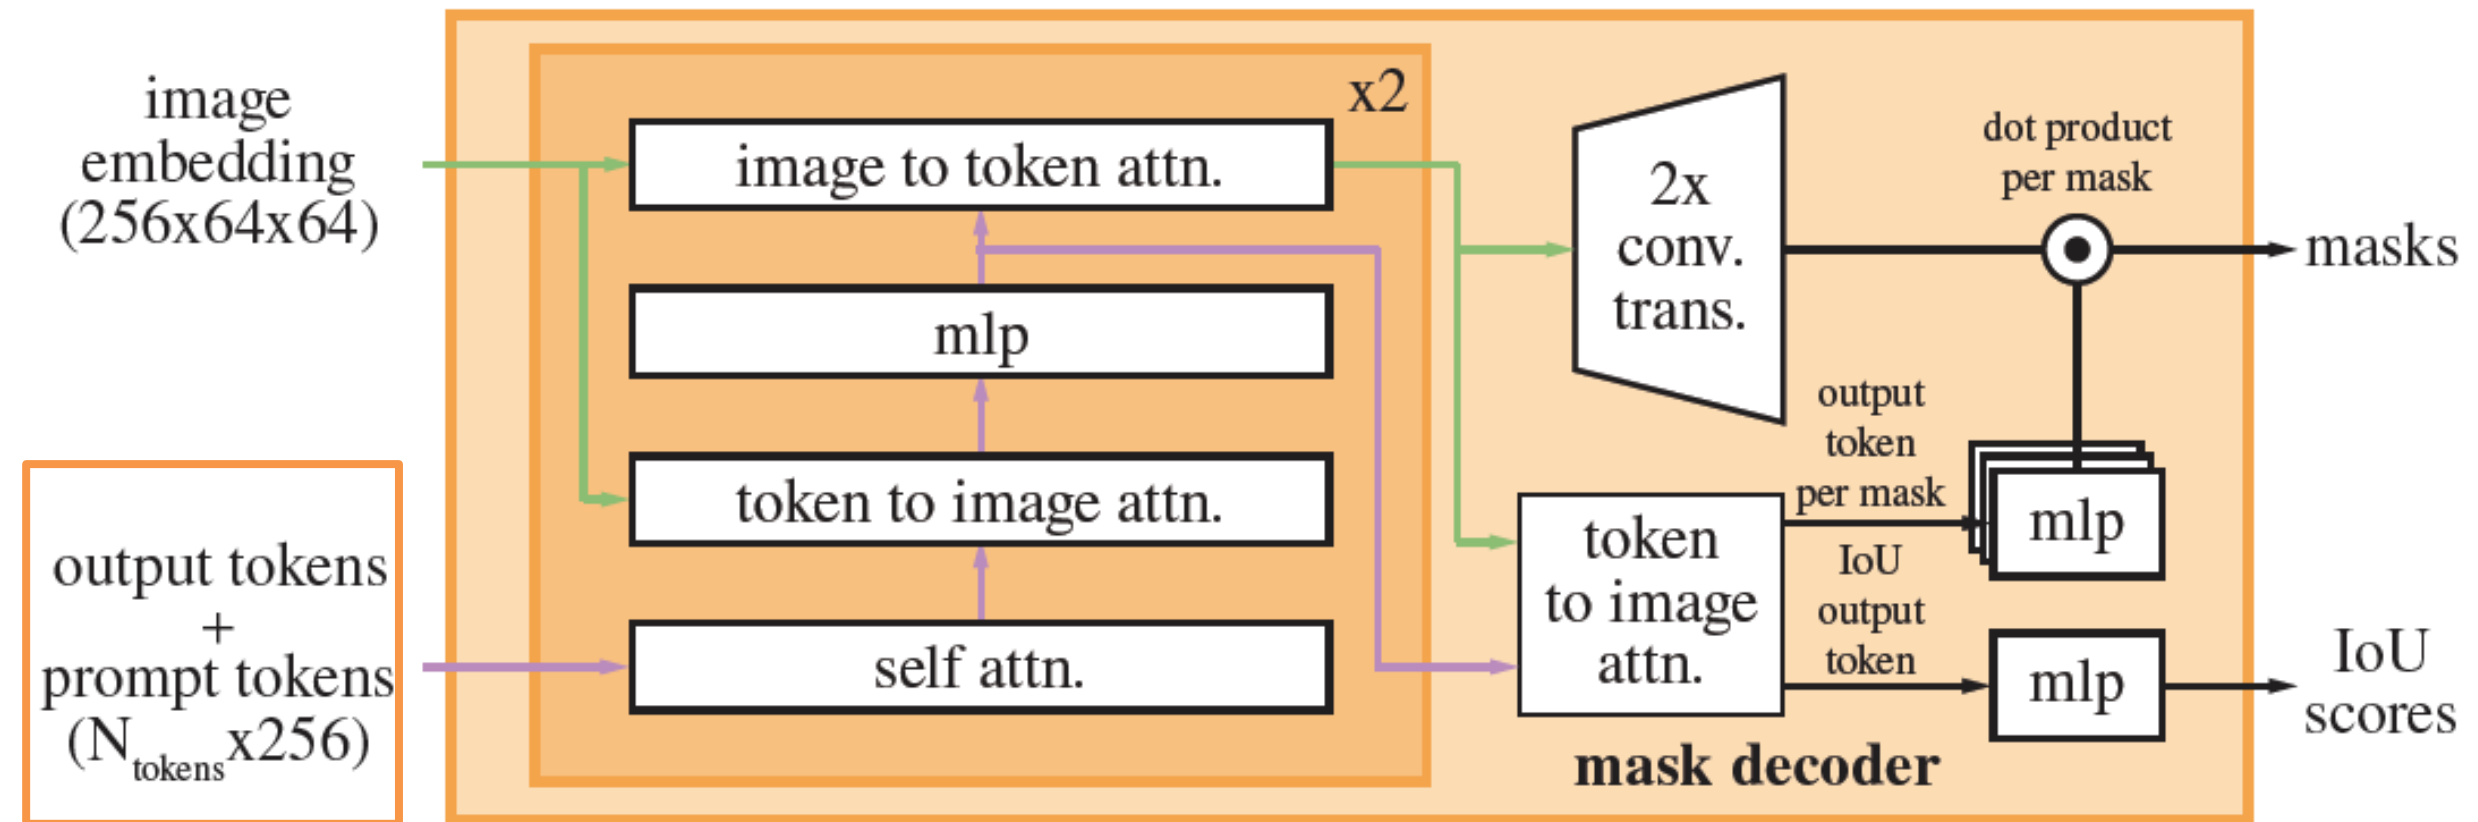 image
embedding
(256x64x64)
output tokens
+
prompt tokens
(Ntokensx256)
x2
image to token attn.
mlp
token to image attn.
self attn.
2x
conv.
trans.
dot product
per mask
masks
output
token
per mask
mlp
token
to image
attn.
IoU
output
token
mlp
IoU
scores
mask decoder